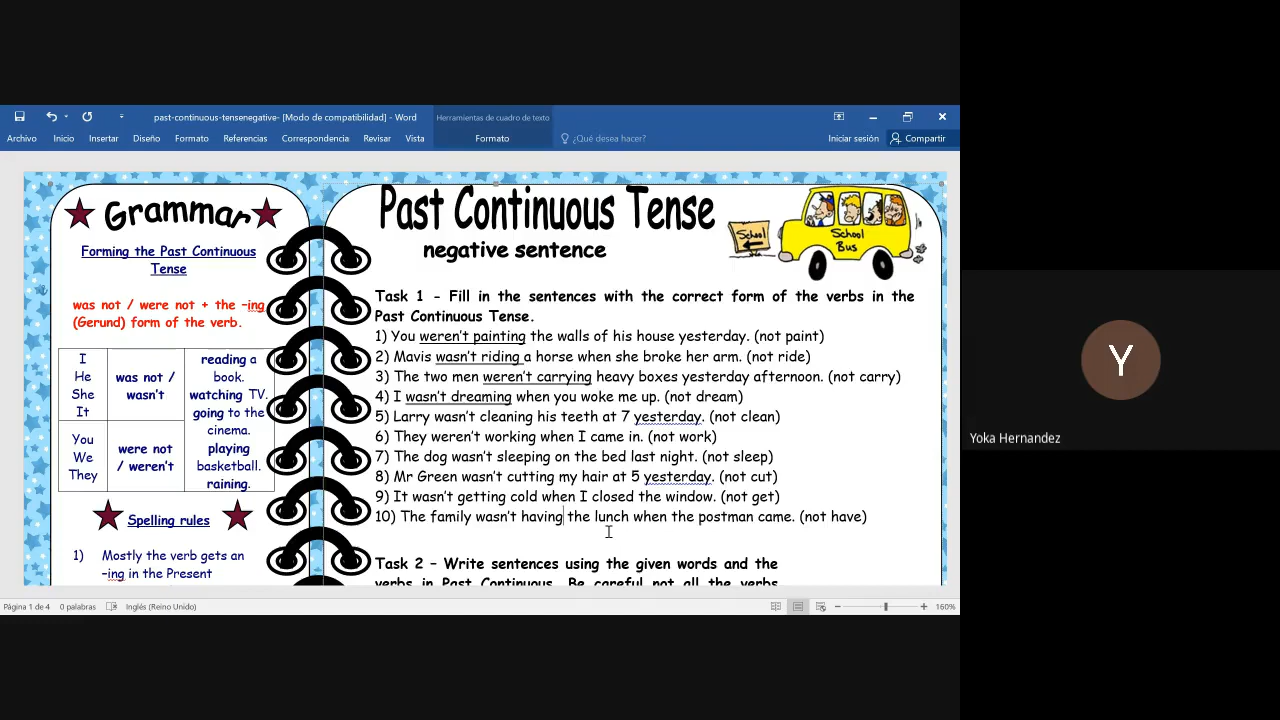 past-continuous-tensenegative- [Modo de compatibilidad] - Word
Herramientas de cuadro de texto
Archivo Inicio Insertar Diseño Formato Referencias Correspondencia Revisar Vista Formato ¿Qué desea hacer? Iniciar sesión Compartir
Grammar
Forming the Past Continuous
Tense
was not / were not + the –ing
(Gerund) form of the verb.
I
He
She
It
was not /
wasn't
You
We
They
were not
/ weren't
reading a
book.
watching TV.
going to the
cinema.
playing
basketball.
raining.
Spelling rules
1) Mostly the verb gets an
–ing in the Present
Past Continuous Tense
negative sentence
School
School
Bus
Task 1 - Fill in the sentences with the correct form of the verbs in the
Past Continuous Tense.
1) You weren't painting the walls of his house yesterday. (not paint)
2) Mavis wasn't riding a horse when she broke her arm. (not ride)
3) The two men weren't carrying heavy boxes yesterday afternoon. (not carry)
4) I wasn't dreaming when you woke me up. (not dream)
5) Larry wasn't cleaning his teeth at 7 yesterday. (not clean)
6) They weren't working when I came in. (not work)
7) The dog wasn't sleeping on the bed last night. (not sleep)
8) Mr Green wasn't cutting my hair at 5 yesterday. (not cut)
9) It wasn't getting cold when I closed the window. (not get)
10) The family wasn't having the lunch when the postman came. (not have)
Task 2 – Write sentences using the given words and the
verbs in Past Continuous. Be careful not all the verbs
Página 1 de 4 0 palabras Inglés (Reino Unido) 160%
Y
Yoka Hernandez